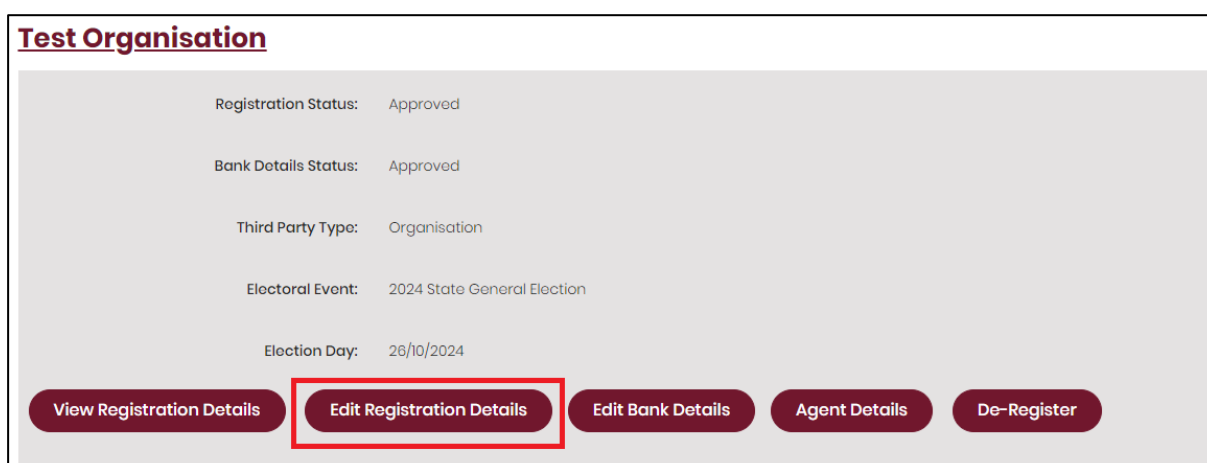 Test Organisation
Registration Status: Approved
Bank Details Status: Approved
Third Party Type: Organisation
Electoral Event: 2024 State General Election
Election Day: 26/10/2024
View Registration Details Edit Registration Details Edit Bank Details Agent Details De-Register